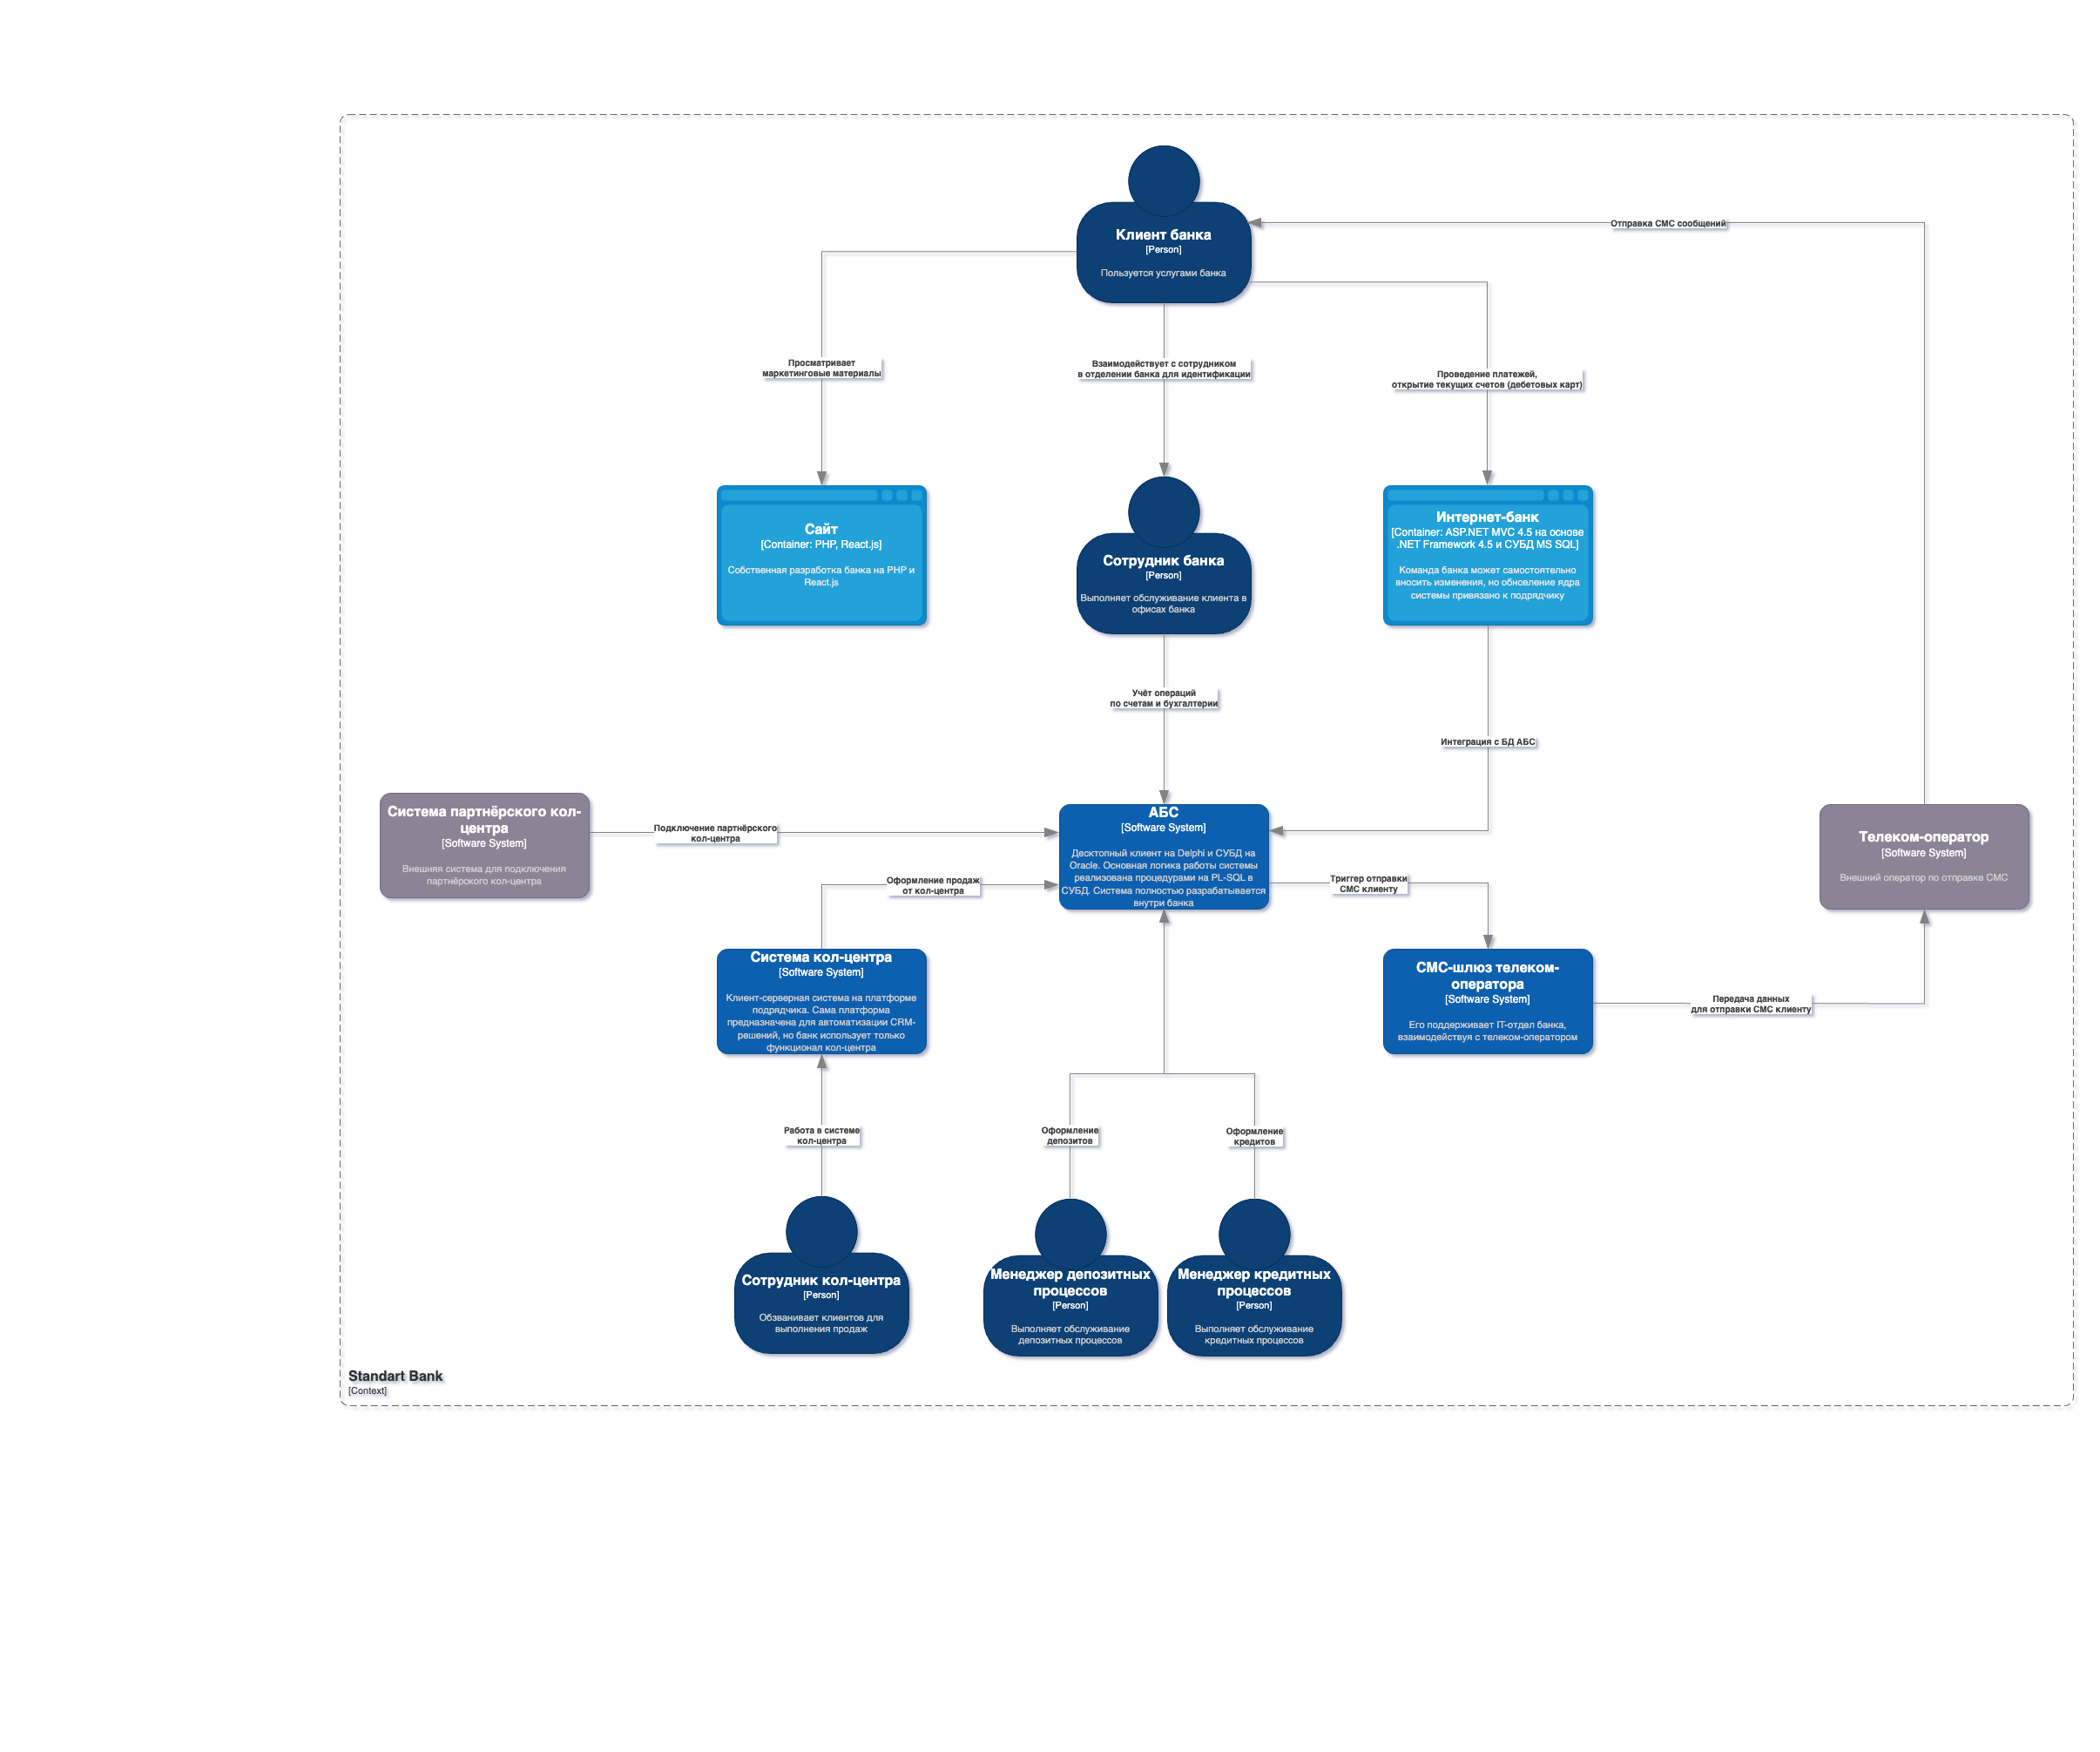 Клиент банка
[Person]
Пользуется услугами банка
Отправка СМС сообщений
Просматривает
маркетинговые материалы
Взаимодействует с сотрудником
в отделении банка для идентификации
Проведение платежей,
открытие текущих счетов (дебетовых карт)
Сайт
[Container: PHP, React.js]
Собственная разработка банка на PHP и
React.js
Сотрудник банка
[Person]
Выполняет обслуживание клиента в
офисах банка
Интернет-банк
[Container: ASP.NET MVC 4.5 на основе
.NET Framework 4.5 и СУБД MS SQL]
Команда банка может самостоятельно
вносить изменения, но обновление ядра
системы привязано к подрядчику
Учёт операций
по счетам и бухгалтерии
Интеграция с БД АБС
Система партнёрского кол-
центра
[Software System]
Внешняя система для подключения
партнёрского кол-центра
Подключение партнёрского
кол-центра
АБС
[Software System]
Десктопный клиент на Delphi и СУБД на
Oracle. Основная логика работы системы
реализована процедурами на PL-SQL в
СУБД. Система полностью разрабатывается
внутри банка
Телеком-оператор
[Software System]
Внешний оператор по отправке СМС
Оформление продаж
от кол-центра
Триггер отправки
СМС клиенту
Система кол-центра
[Software System]
Клиент-серверная система на платформе
подрядчика. Сама платформа
предназначена для автоматизации CRM-
решений, но банк использует только
функционал кол-центра
СМС-шлюз телеком-
оператора
[Software System]
Его поддерживает IT-отдел банка,
взаимодействуя с телеком-оператором
Передача данных
для отправки СМС клиенту
Работа в системе
кол-центра
Оформление
депозитов
Оформление
кредитов
Сотрудник кол-центра
[Person]
Обзванивает клиентов для
выполнения продаж
Менеджер депозитных
процессов
[Person]
Выполняет обслуживание
депозитных процессов
Менеджер кредитных
процессов
[Person]
Выполняет обслуживание
кредитных процессов
Standart Bank
[Context]